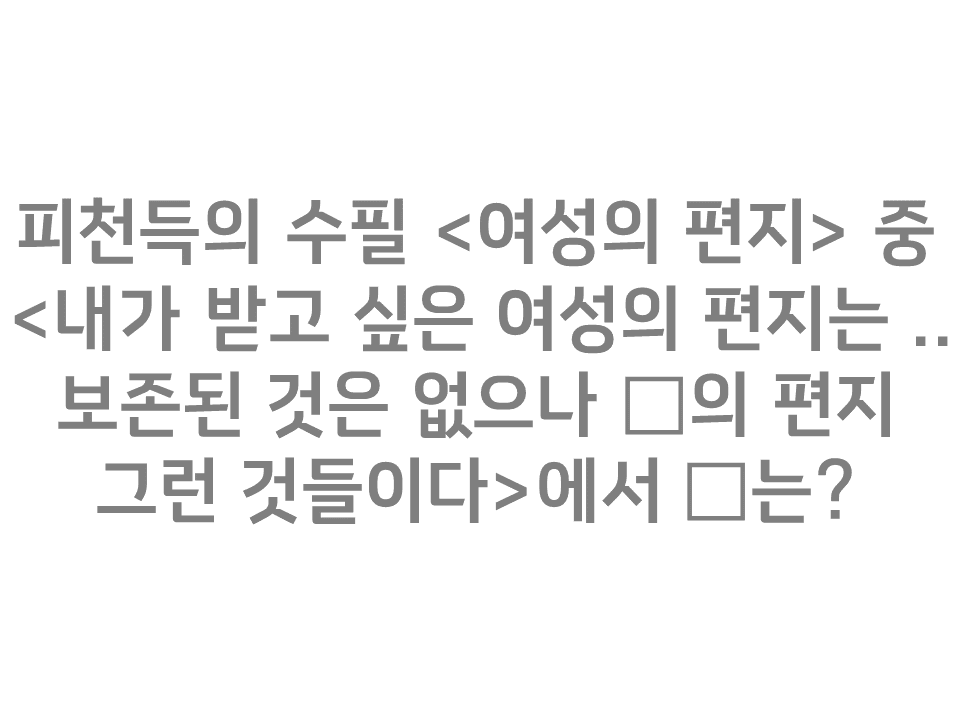 피천득의 수필 <여성의 편지> 중
<내가 받고 싶은 여성의 편지는 ..
보존된 것은 없으나 □의 편지
그런 것들이다>에서 □는?